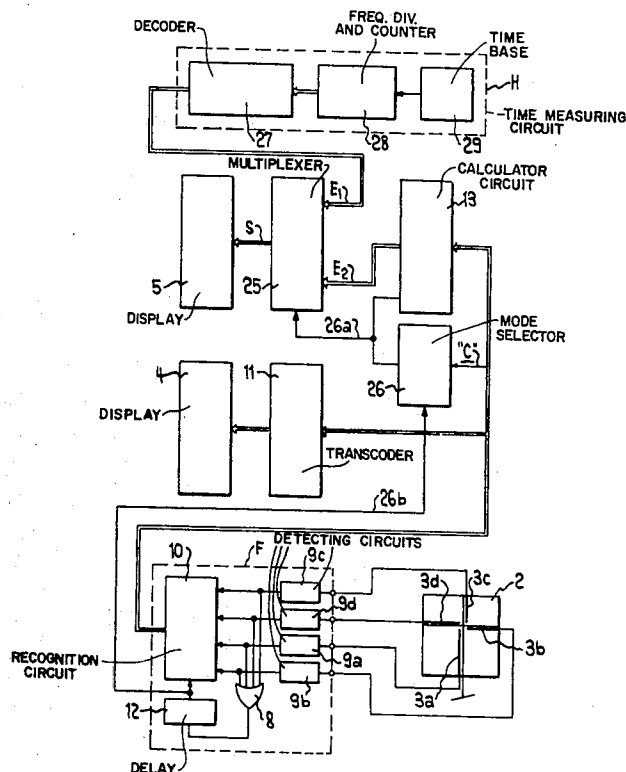 DECODER
FREQ. DIV.
AND COUNTER
TIME
BASE
H
TIME MEASURING
CIRCUIT
27
28
29
MULTIPLEXER
CALCULATOR
CIRCUIT
13
E1
S
E2
5
25
DISPLAY
26a
MODE
SELECTOR
"C"
4
11
26
DISPLAY
TRANSCODER
26b
DETECTING CIRCUITS
10
F
9c
3d
3c
2
9d
3b
9a
RECOGNITION
CIRCUIT
9b
3a
12
8
DELAY